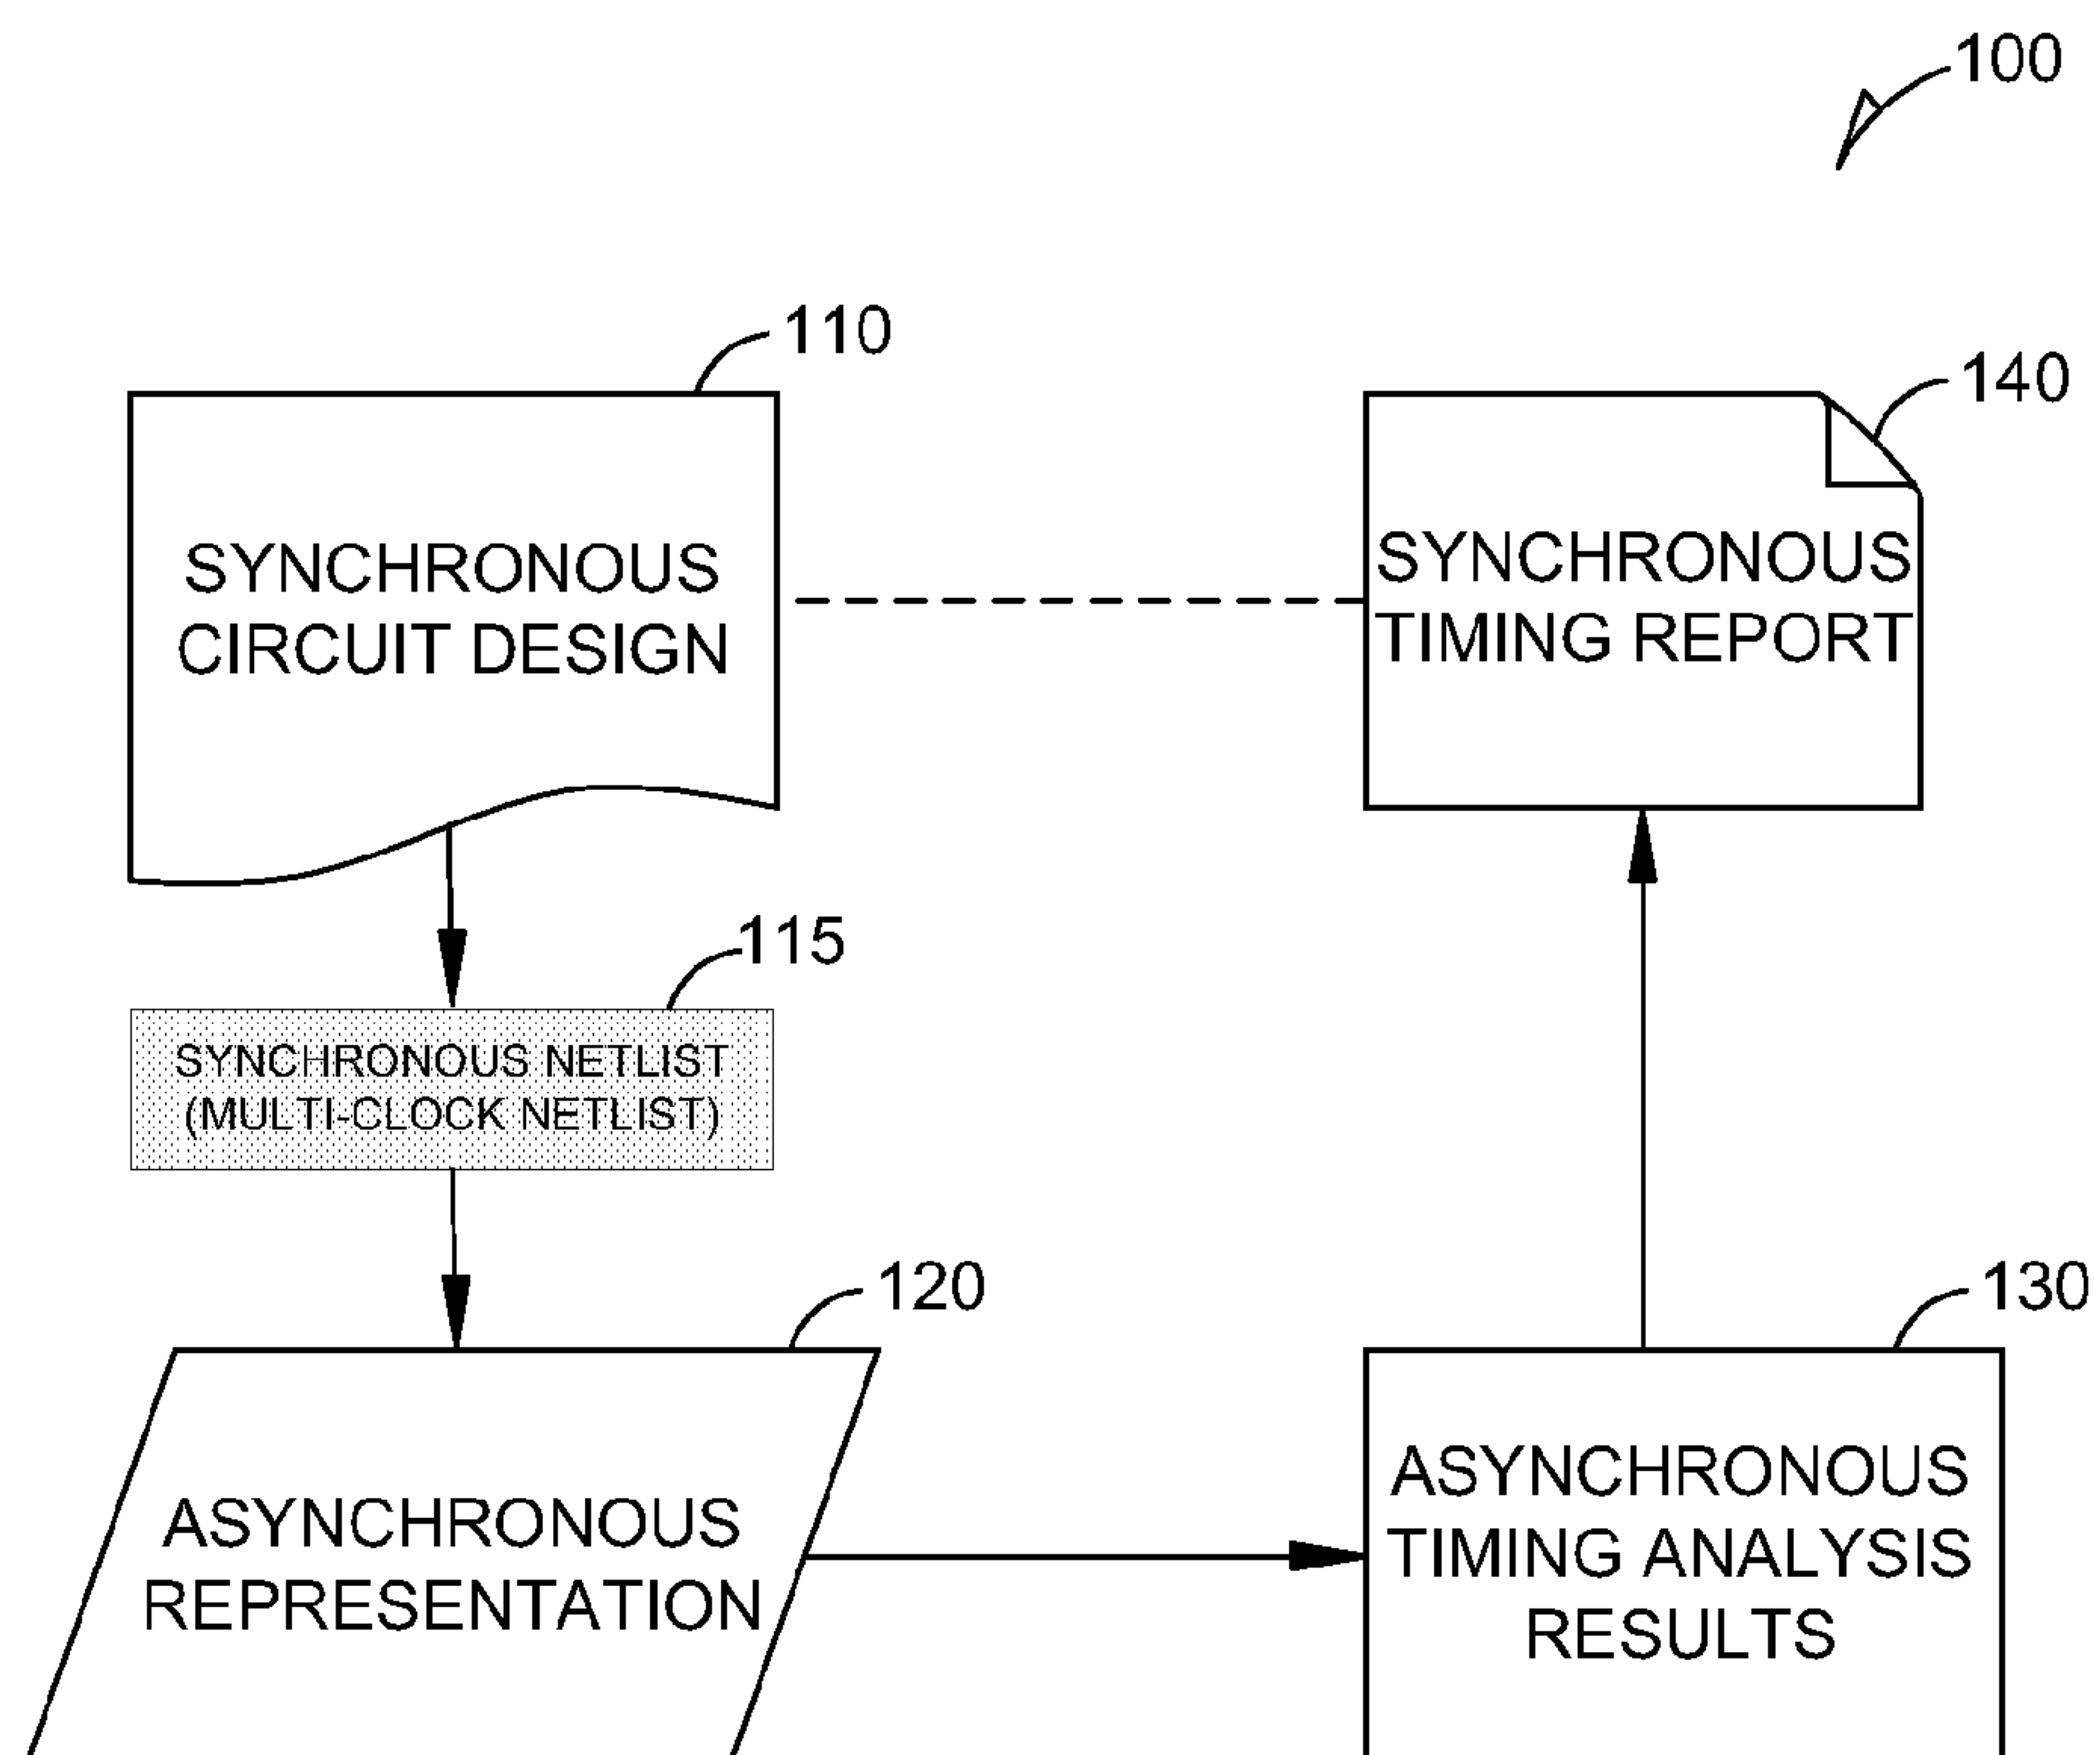 100
110
SYNCHRONOUS
CIRCUIT DESIGN
140
SYNCHRONOUS
TIMING REPORT
115
SYNCHRONOUS NETLIST
(MULTI-CLOCK NETLIST)
120
ASYNCHRONOUS
REPRESENTATION
130
ASYNCHRONOUS
TIMING ANALYSIS
RESULTS